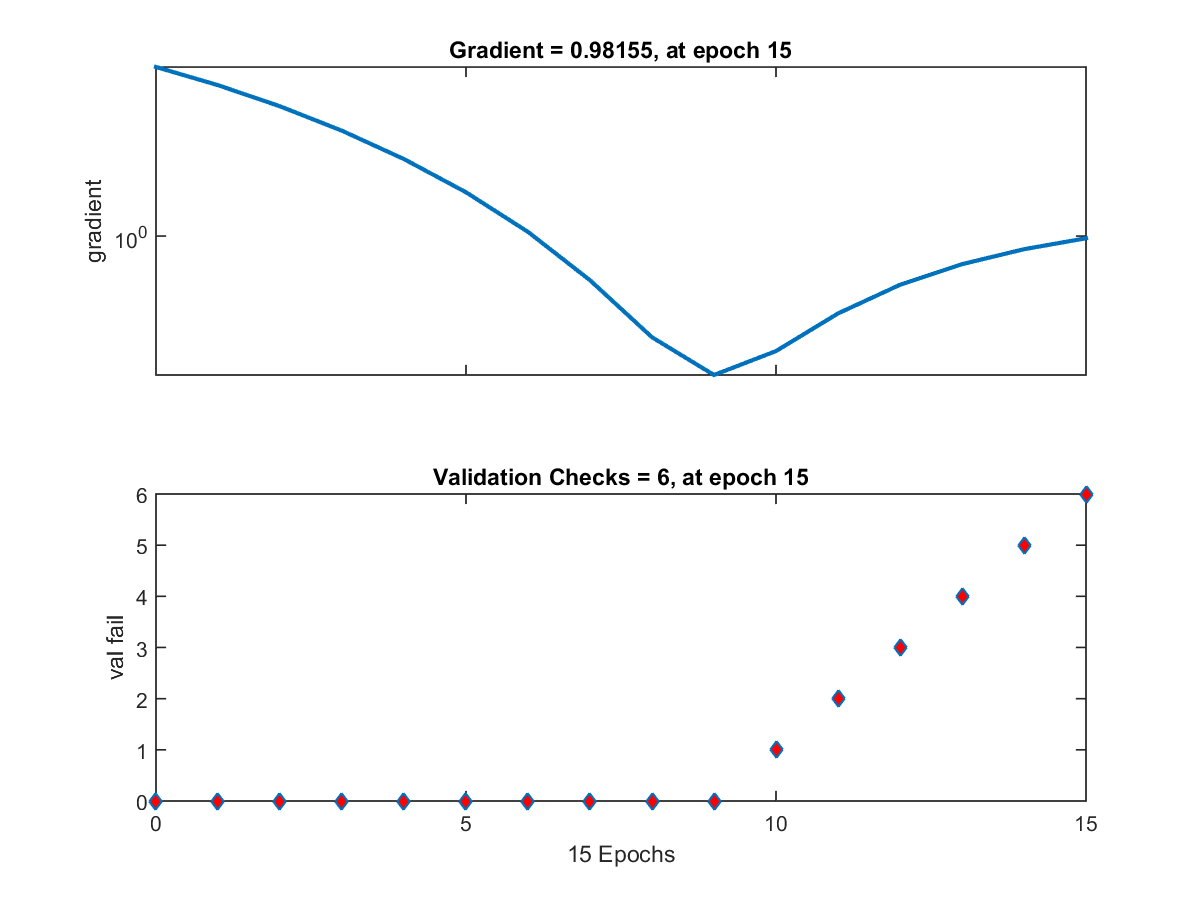 Gradient = 0.98155, at epoch 15
gradient
10⁰
Validation Checks = 6, at epoch 15
val fail
6
5
4
3
2
1
0
0 5 10 15
15 Epochs